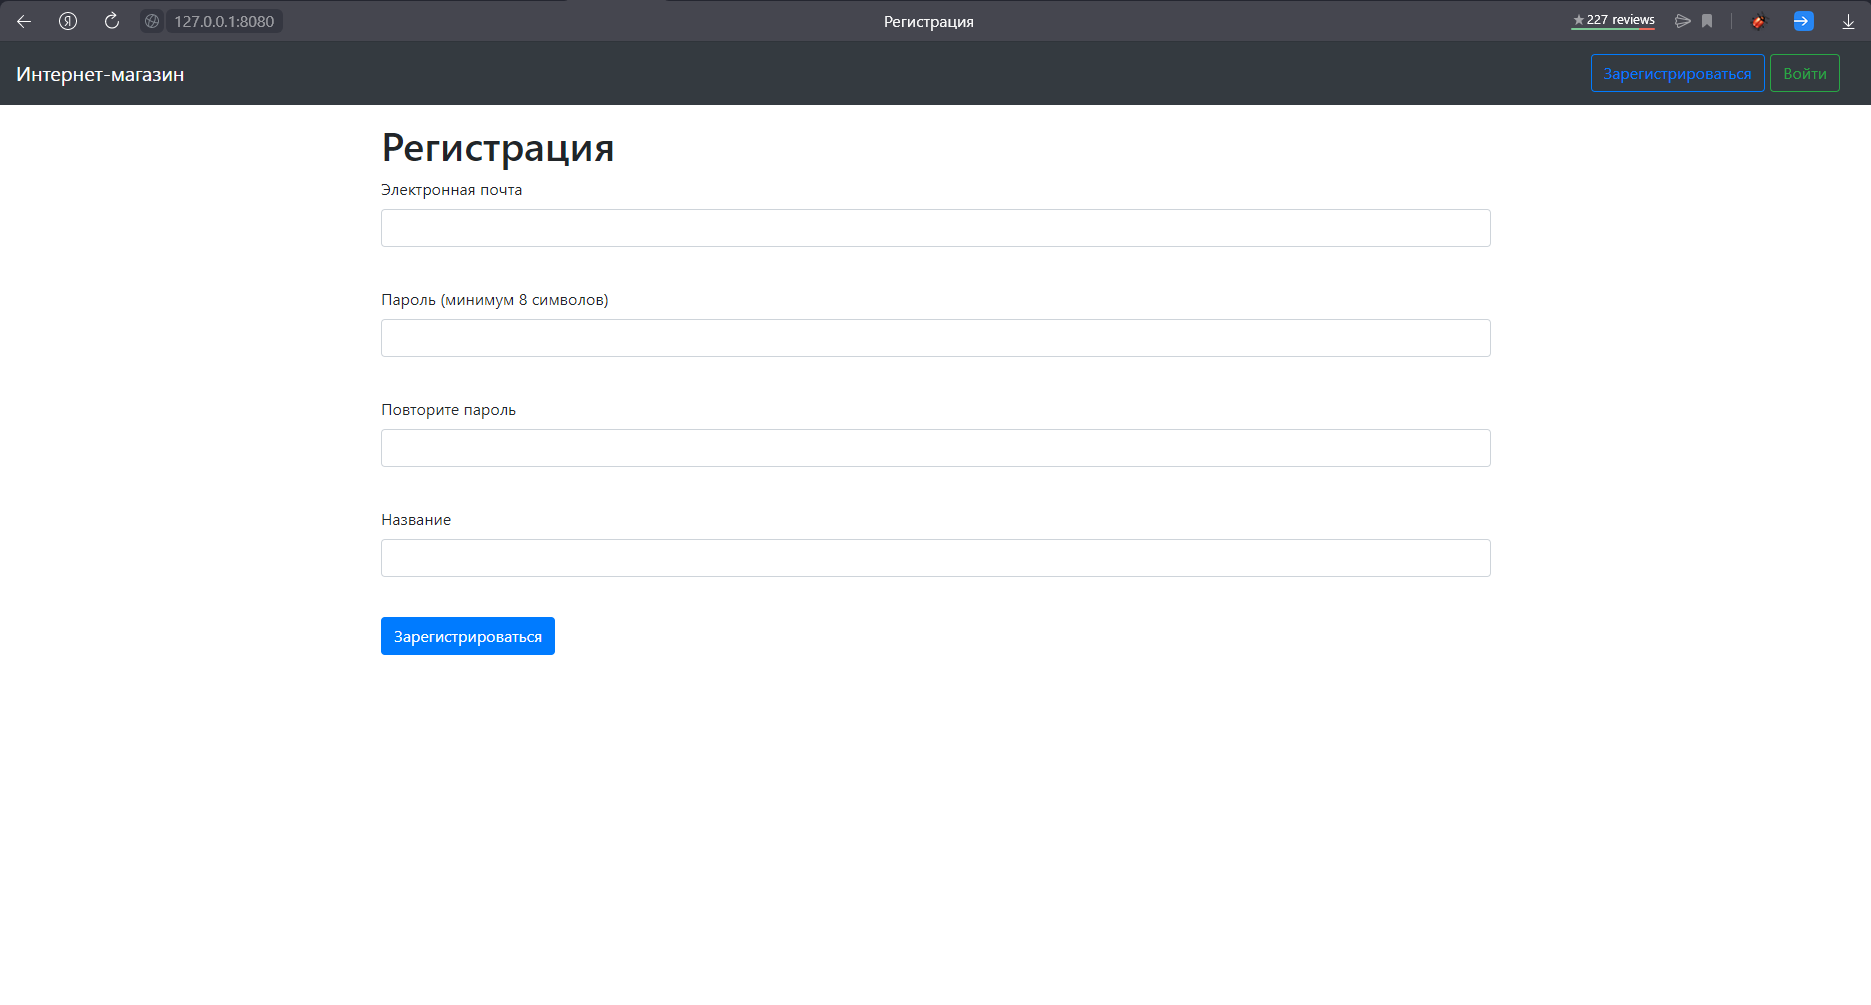 127.0.0.1:8080
Регистрация
★227 reviews
Интернет-магазин
Зарегистрироваться
Войти
Регистрация
Электронная почта
Пароль (минимум 8 символов)
Повторите пароль
Название
Зарегистрироваться